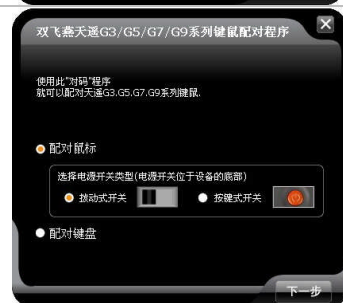 双飞燕天遥G3/G5/G7/G9系列键鼠配对程序
使用此"对码"程序
就可以配对天遥G3.G5.G7.G9系列键鼠.
配对鼠标
选择电源开关类型(电源开关位于设备的底部)
拨动式开关 按键式开关
配对键盘
下一步